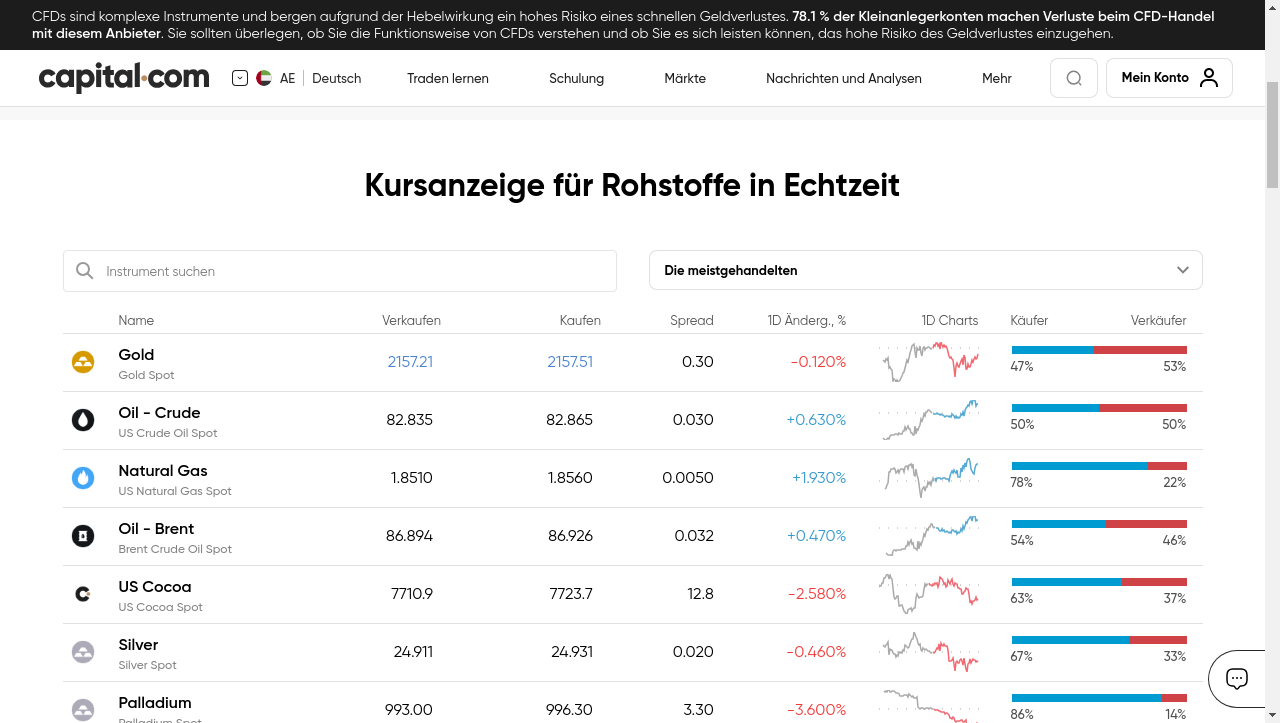 CFDs sind komplexe Instrumente und bergen aufgrund der Hebelwirkung ein hohes Risiko eines schnellen Geldverlustes. 78.1 % der Kleinanlegerkonten machen Verluste beim CFD-Handel
mit diesem Anbieter. Sie sollten überlegen, ob Sie die Funktionsweise von CFDs verstehen und ob Sie es sich leisten können, das hohe Risiko des Geldverlustes einzugehen.
capital.com AE Deutsch Traden lernen Schulung Märkte Nachrichten und Analysen Mehr Mein Konto
Kursanzeige für Rohstoffe in Echtzeit
Instrument suchen Die meistgehandelten
Name Verkaufen Kaufen Spread 1D Änderg., % 1D Charts Käufer Verkäufer
Gold 2157.21 2157.51 0.30 -0.120%
Gold Spot 47% 53%
Oil - Crude 82.835 82.865 0.030 +0.630%
US Crude Oil Spot 50% 50%
Natural Gas 1.8510 1.8560 0.0050 +1.930%
US Natural Gas Spot 78% 22%
Oil - Brent 86.894 86.926 0.032 +0.470%
Brent Crude Oil Spot 54% 46%
US Cocoa 7710.9 7723.7 12.8 -2.580%
US Cocoa Spot 63% 37%
Silver 24.911 24.931 0.020 -0.460%
Silver Spot 67% 33%
Palladium 993.00 996.30 3.30 -3.600%
Palladium Spot 86% 14%